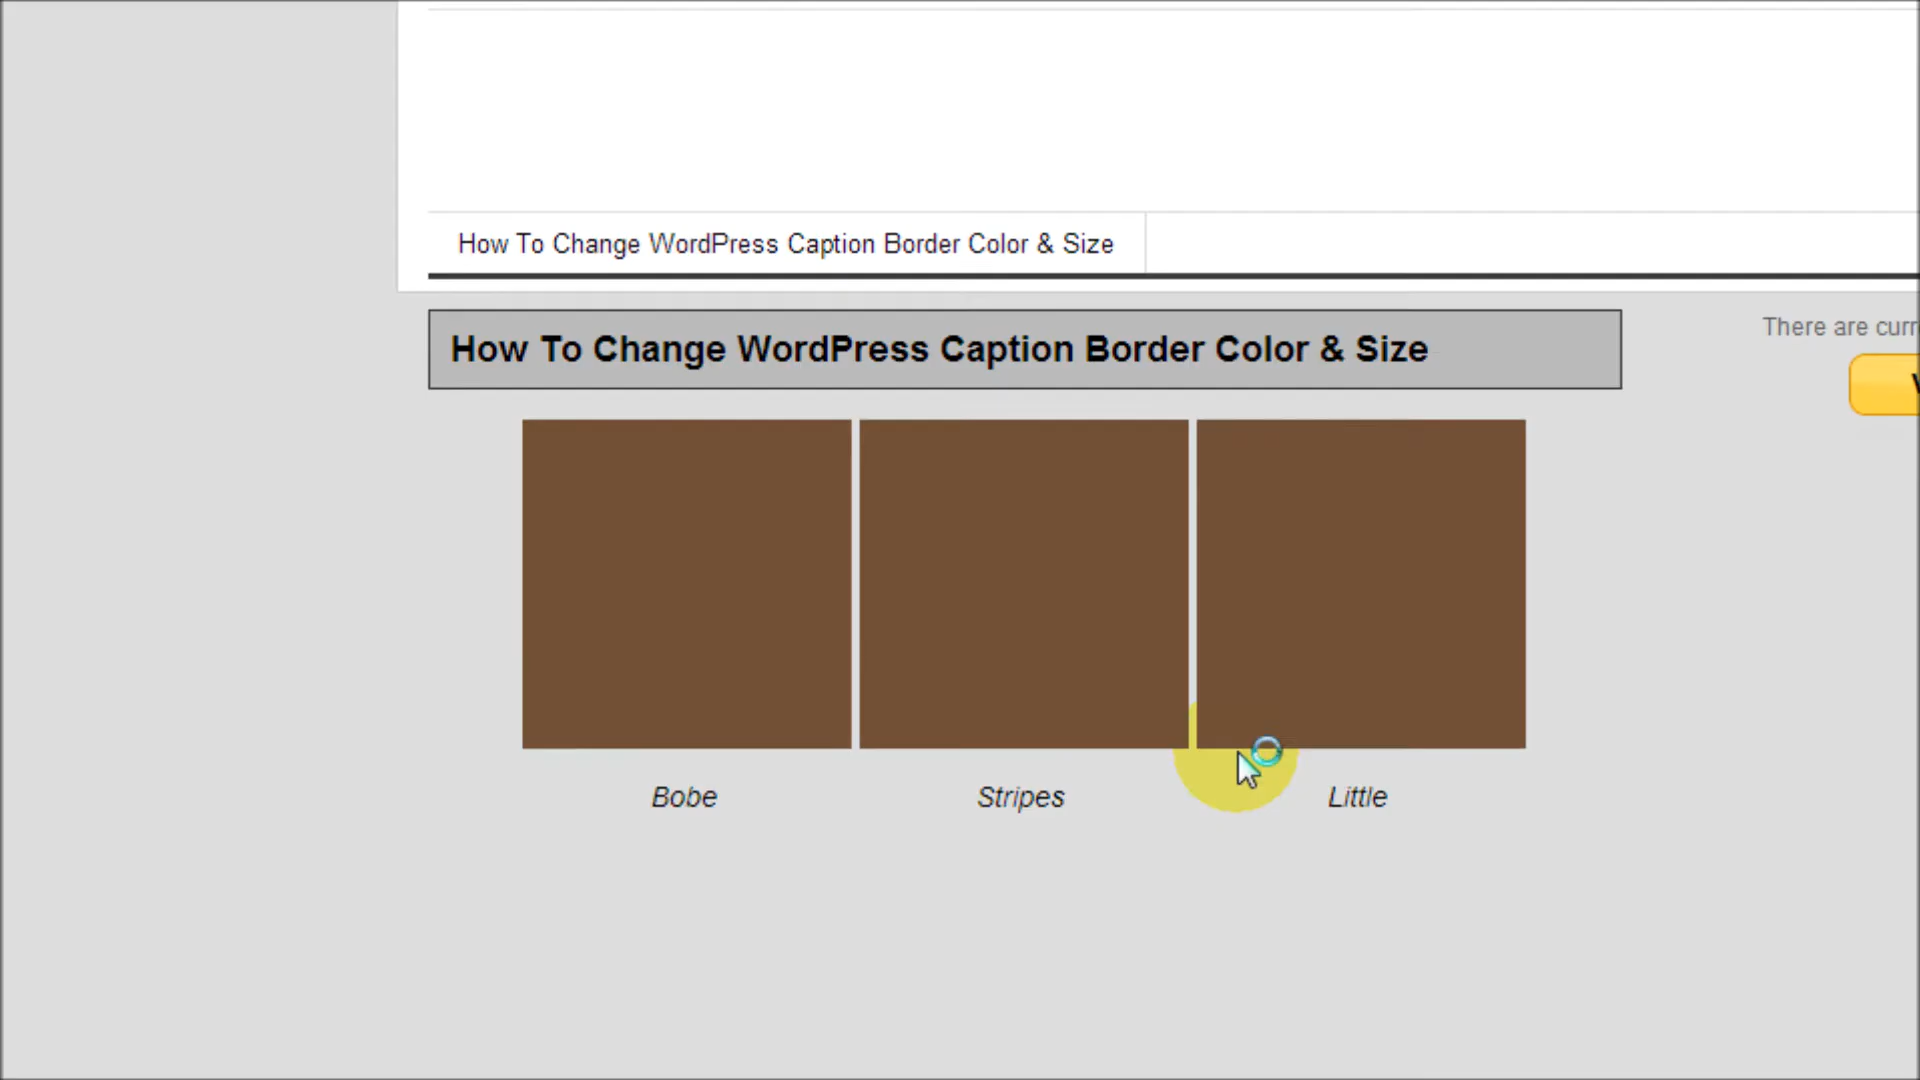 How To Change WordPress Caption Border Color & Size
How To Change WordPress Caption Border Color & Size
There are curr
Bobe
Stripes
Little